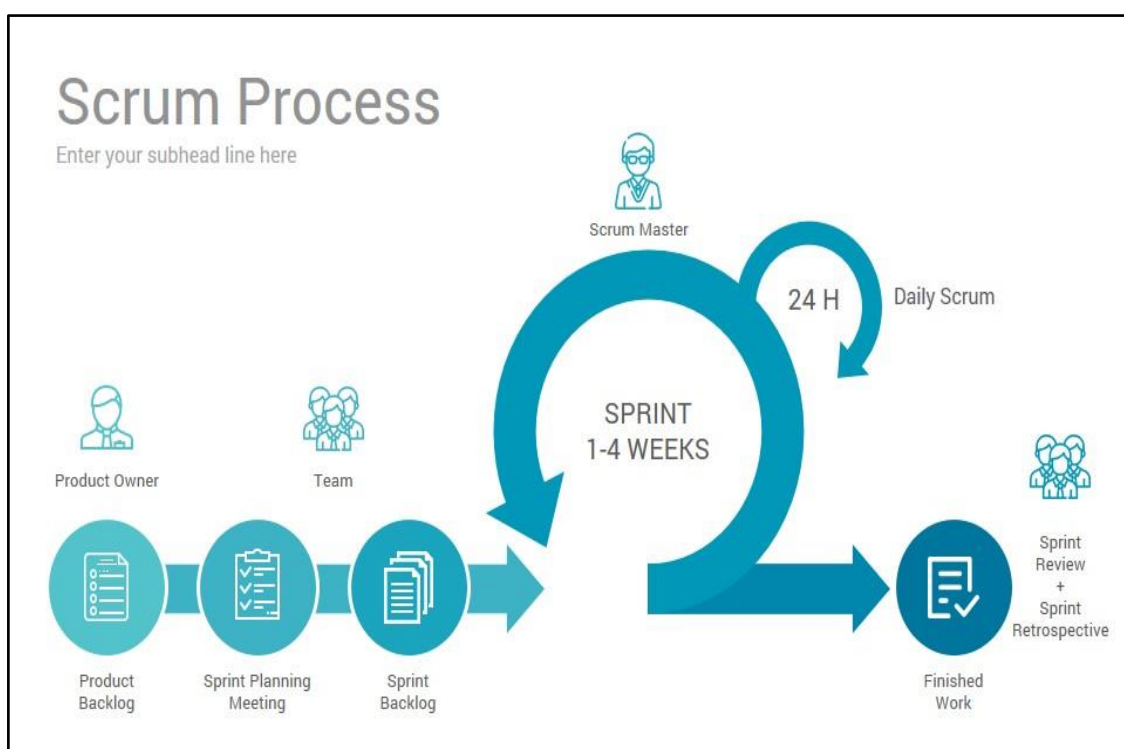 Scrum Process
Enter your subhead line here
Scrum Master
24 H
Daily Scrum
SPRINT
1-4 WEEKS
Product Owner
Team
Sprint
Review
+
Sprint
Retrospective
Product
Backlog
Sprint Planning
Meeting
Sprint
Backlog
Finished
Work